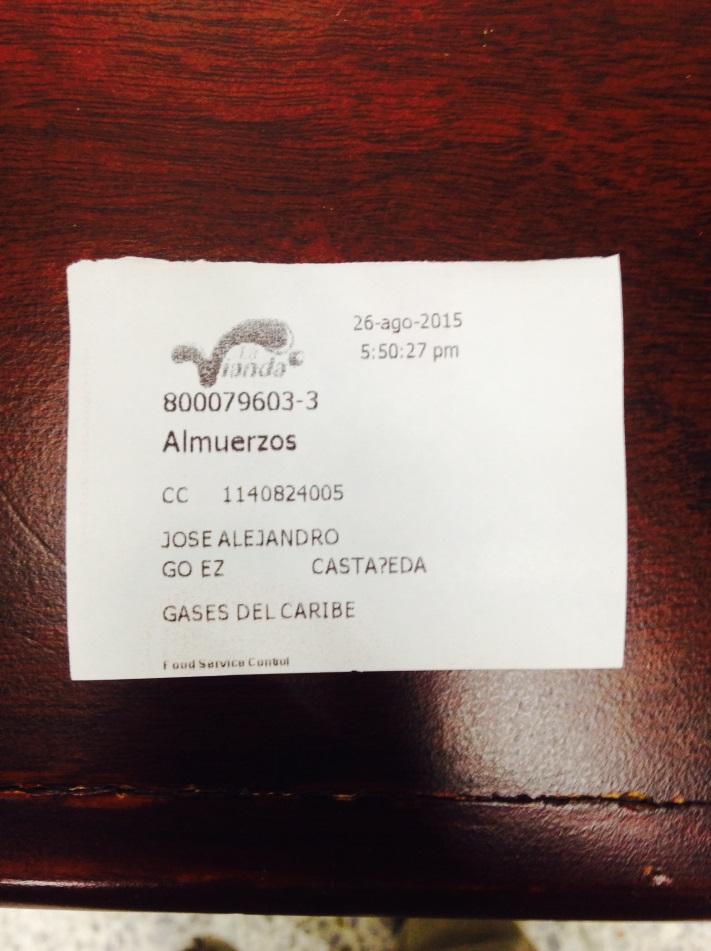 La Vianda
26-ago-2015
5:50:27 pm
800079603-3
Almuerzos
CC 1140824005
JOSE ALEJANDRO
GO EZ CASTA?EDA
GASES DEL CARIBE
Food Service Control